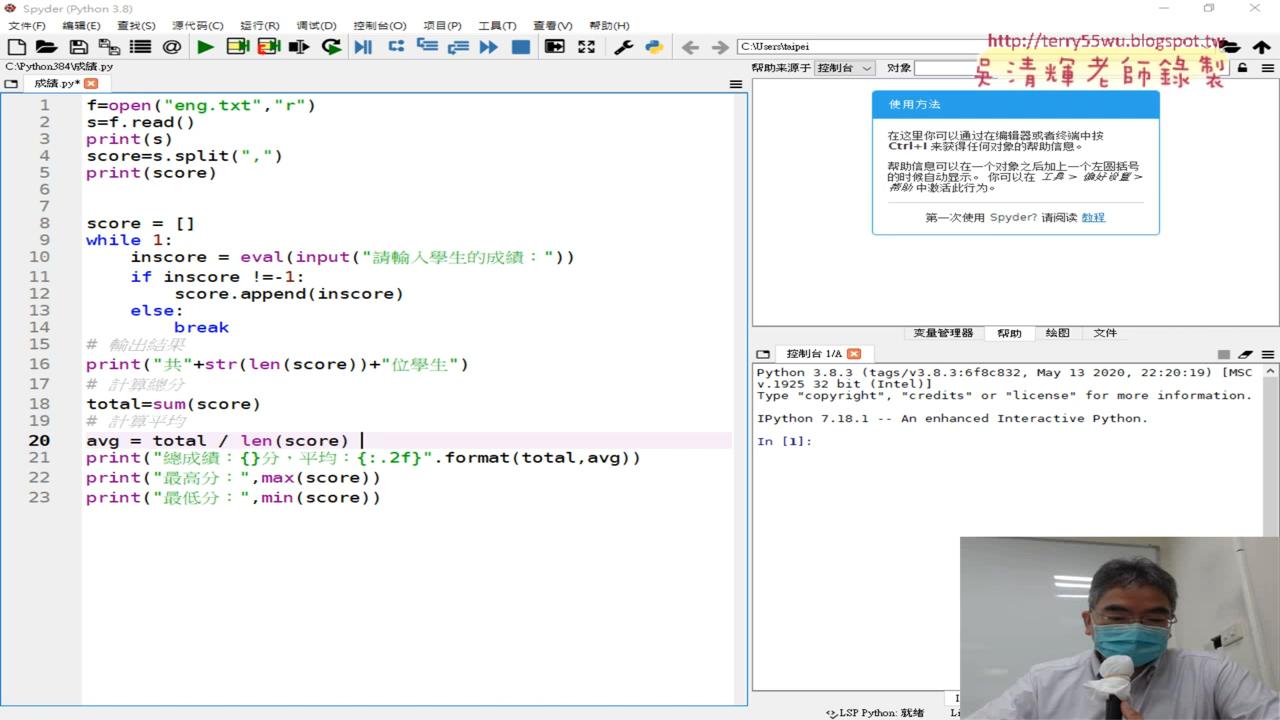 Spyder (Python 3.8)
文件(F) 编辑(E) 查找(S) 源代码(C) 运行(R) 调试(D) 控制台(O) 项目(P) 工具(T) 查看(V) 帮助(H)
C:\Users\taipei
http://terry55wu.blogspot.tw
吳清輝老師錄製
C:\Python384\成績.py
成績.py*
1 f=open("eng.txt","r")
2 s=f.read()
3 print(s)
4 score=s.split(",")
5 print(score)
6
7
8 score = []
9 while 1:
10 inscore = eval(input("請輸入學生的成績："))
11 if inscore !=-1:
12 score.append(inscore)
13 else:
14 break
15 # 輸出結果
16 print("共"+str(len(score))+"位學生")
17 # 計算總分
18 total=sum(score)
19 # 計算平均
20 avg = total / len(score)
21 print("總成績：{}分，平均：{:.2f}".format(total,avg))
22 print("最高分：",max(score))
23 print("最低分：",min(score))
帮助来源于 控制台 对象
使用方法
在这里你可以通过在编辑器或者终端中按
Ctrl+I 来获得任何对象的帮助信息。
帮助信息可以在一个对象之后加上一个左圆括号
的时候自动显示。 你可以在 工具 > 偏好设置 >
帮助 中激活此行为。
第一次使用 Spyder? 请阅读 教程
变量管理器 帮助 绘图 文件
控制台 1/A
Python 3.8.3 (tags/v3.8.3:6f8c832, May 13 2020, 22:20:19) [MSC
v.1925 32 bit (Intel)]
Type "copyright", "credits" or "license" for more information.
IPython 7.18.1 -- An enhanced Interactive Python.
In [1]:
LSP Python: 就绪